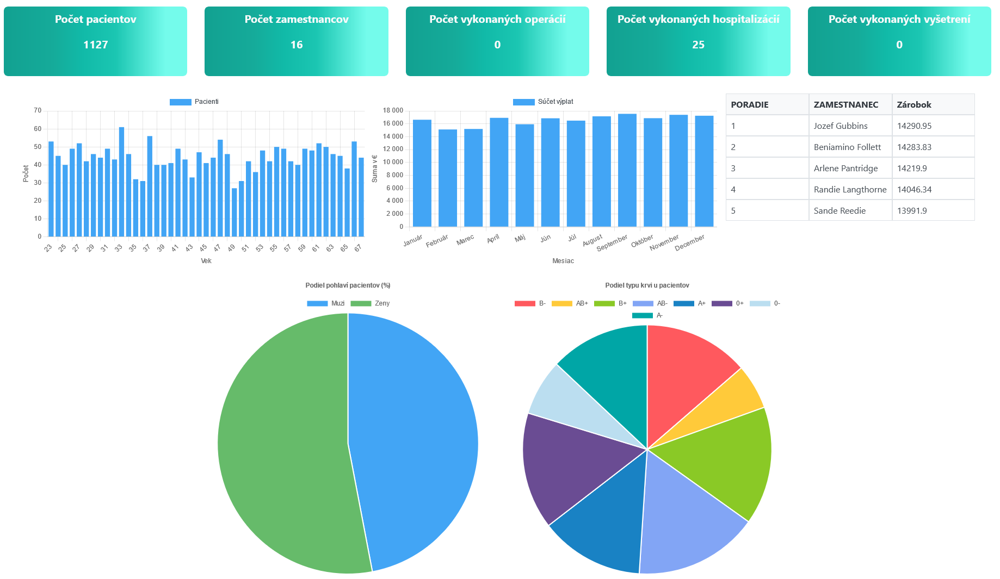 Počet pacientov
1127
Počet zamestnancov
16
Počet vykonaných operácií
0
Počet vykonaných hospitalizácií
25
Počet vykonaných vyšetrení
0
Pacienti
70
60
50
40
30
20
10
0
Počet
23 25 27 29 31 33 35 37 39 41 43 45 47 49 51 53 55 57 59 61 63 65 67
Vek
Súčet výplat
18 000
16 000
14 000
12 000
10 000
8 000
6 000
4 000
2 000
0
Suma v €
Január Február Marec Apríl Máj Jún Júl August September Október November December
Mesiac
PORADIE ZAMESTNANEC Zárobok
1 Jozef Gubbins 14290.95
2 Beniamino Follett 14283.83
3 Arlene Pantridge 14219.9
4 Randie Langthorne 14046.34
5 Sande Reedie 13991.9
Podiel pohlaví pacientov (%)
Muzi Zeny
Podiel typu krvi u pacientov
B- AB+ B+ AB- A+ 0+ 0-
A-